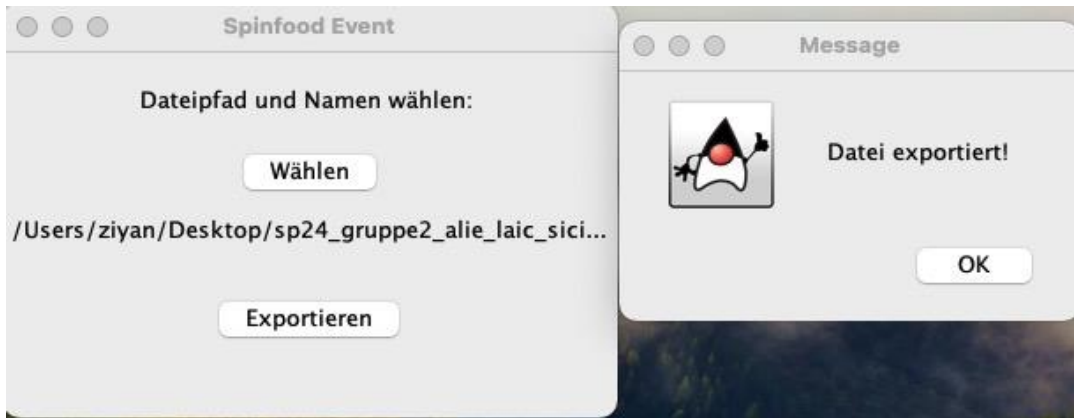 Spinfood Event
Dateipfad und Namen wählen:
Wählen
/Users/ziyan/Desktop/sp24_gruppe2_alie_laic_sici...
Exportieren
Message
Datei exportiert!
OK